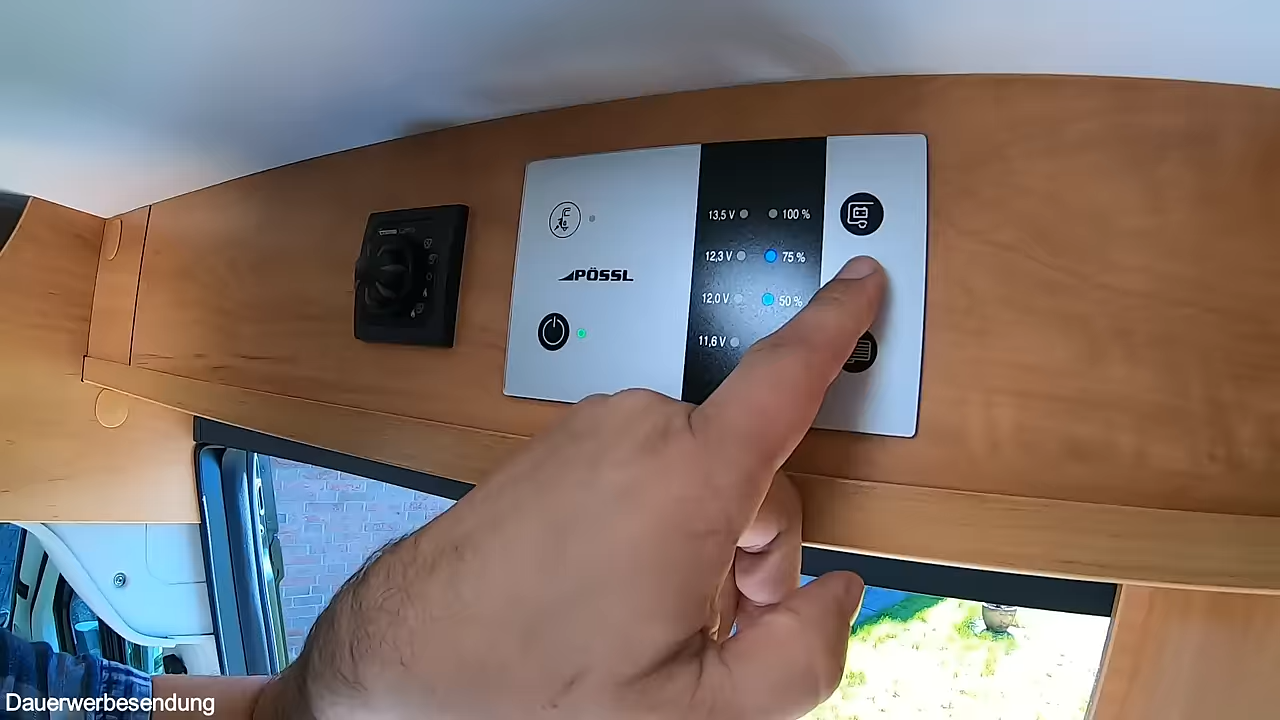 PÖSSL
13,5 V 100 %
12,3 V 75 %
12,0 V 50 %
11,6 V
Dauerwerbesendung